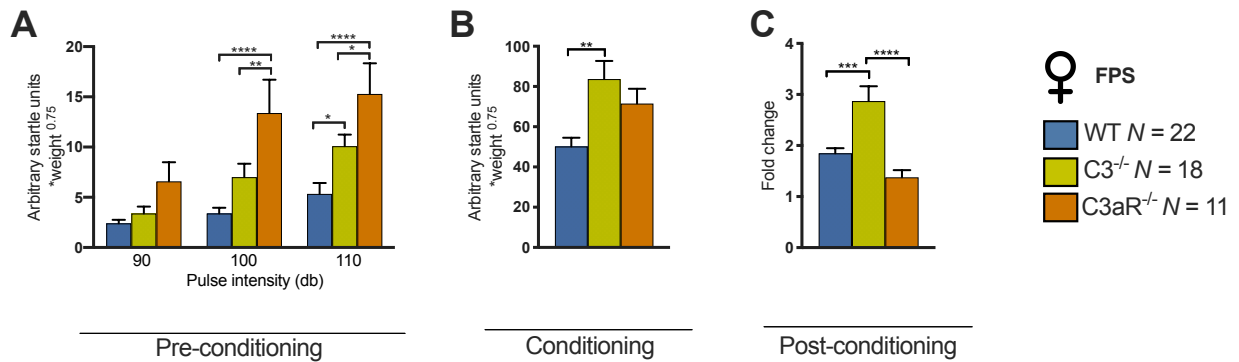 A
Arbitrary startle units
*weight 0.75
20
15
10
5
0
****
**
****
*
*
90 100 110
Pulse intensity (db)
Pre-conditioning
B
Arbitrary startle units
*weight 0.75
100
80
60
40
20
0
**
Conditioning
C
Fold change
4
3
2
1
0
***
****
Post-conditioning
♀ FPS
WT N = 22
C3-/- N = 18
C3aR-/- N = 11